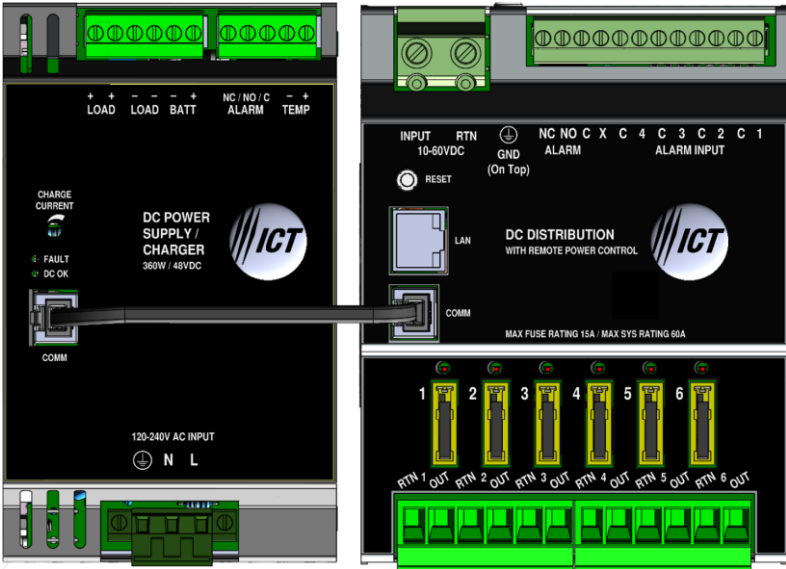 + + - - - +
LOAD LOAD BATT
NC / NO / C
ALARM
- +
TEMP
CHARGE
CURRENT
FAULT
DC OK
DC POWER
SUPPLY /
CHARGER
360W / 48VDC
ICT
COMM
120-240V AC INPUT
N L
INPUT RTN
10-60VDC
GND
(On Top)
NC NO C X C 4 C 3 C 2 C 1
ALARM ALARM INPUT
RESET
LAN
DC DISTRIBUTION
WITH REMOTE POWER CONTROL
ICT
COMM
MAX FUSE RATING 15A / MAX SYS RATING 60A
1 2 3 4 5 6
RTN 1 OUT RTN 2 OUT RTN 3 OUT RTN 4 OUT RTN 5 OUT RTN 6 OUT